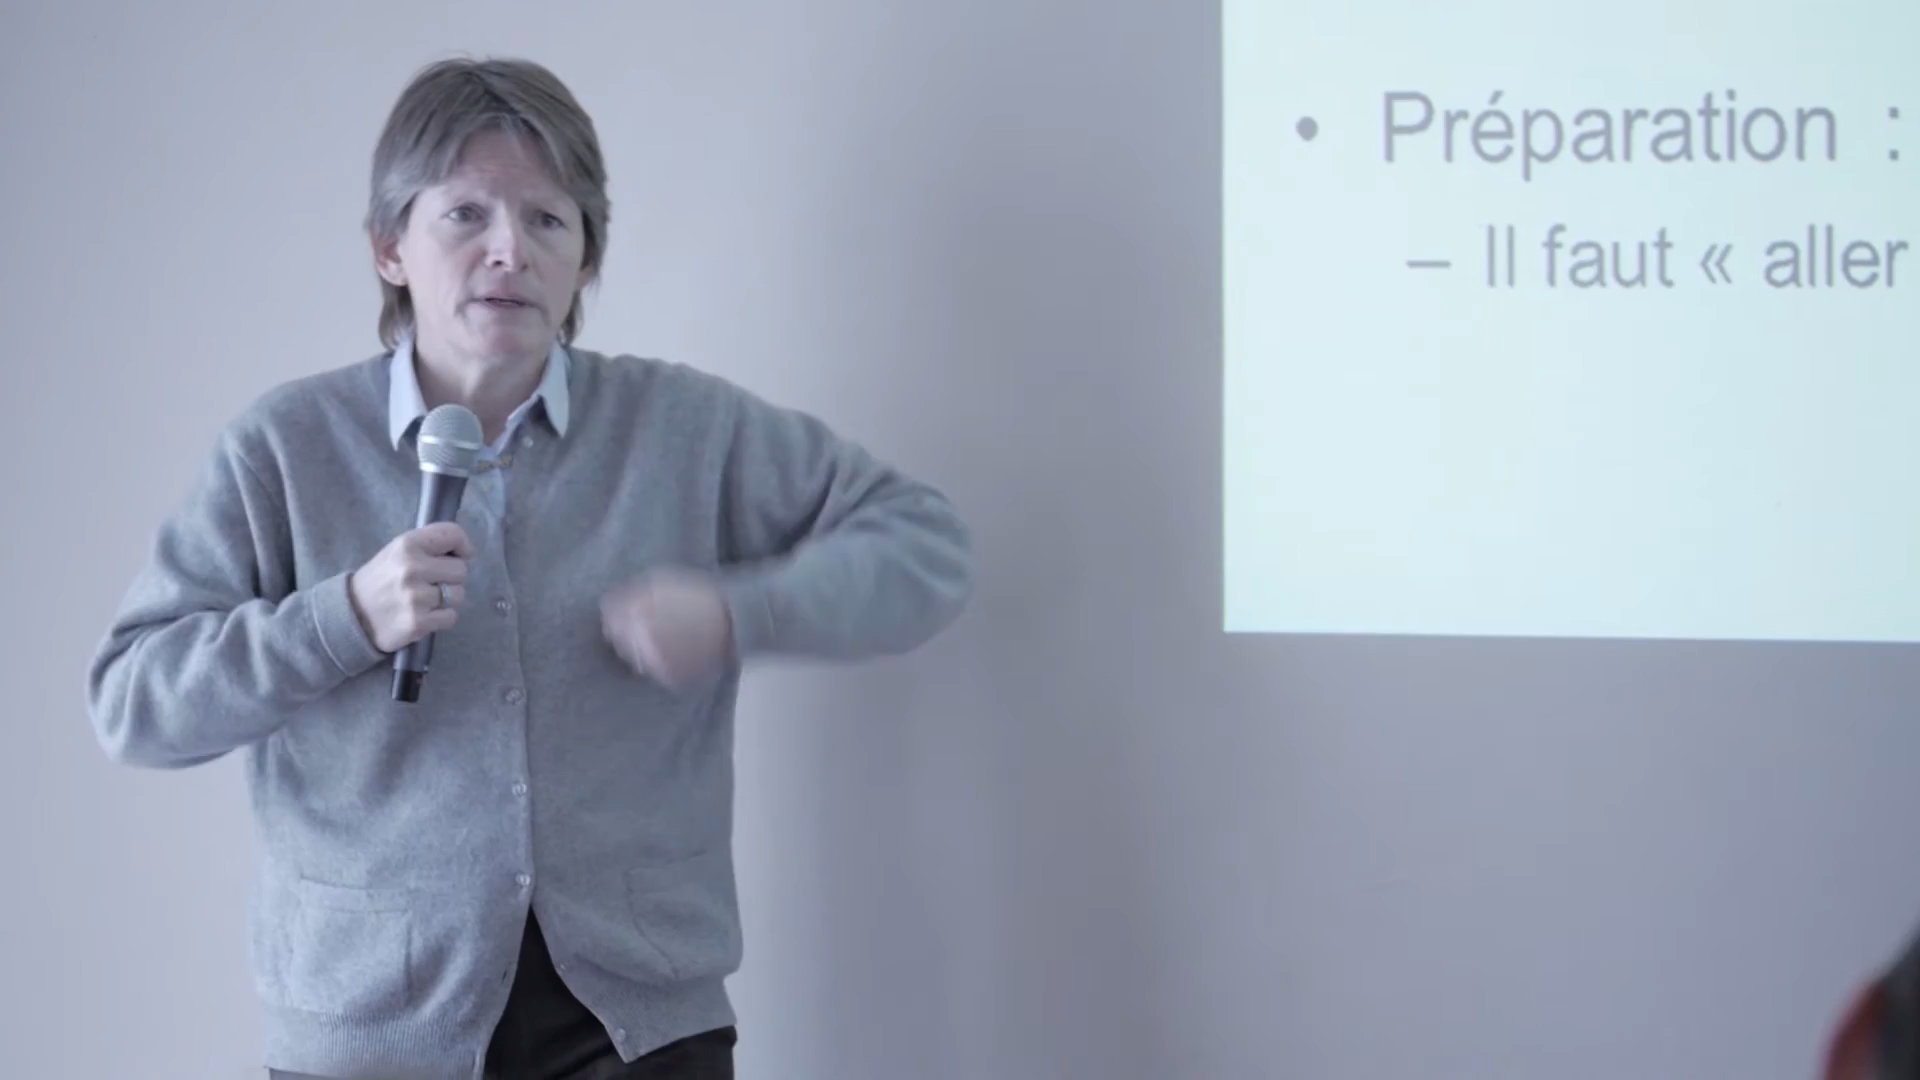 • Préparation :
– Il faut « aller